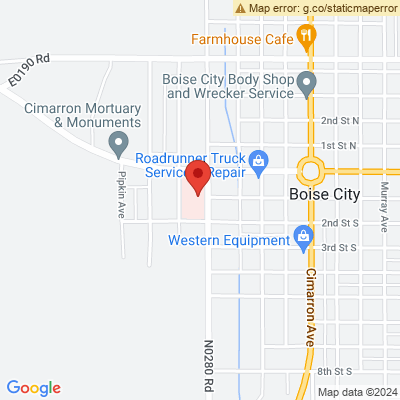 Map error: g.co/staticmaperror
Farmhouse Cafe
E0190 Rd
Boise City Body Shop
and Wrecker Service
Cimarron Mortuary
& Monuments
2nd St N
1st St N
Roadrunner Truck
Service & Repair
Pipkin Ave
Boise City
Murray Ave
2nd St S
Western Equipment
3rd St S
Cimarron Ave
N0280 Rd
8th St S
Google
Map data ©2024